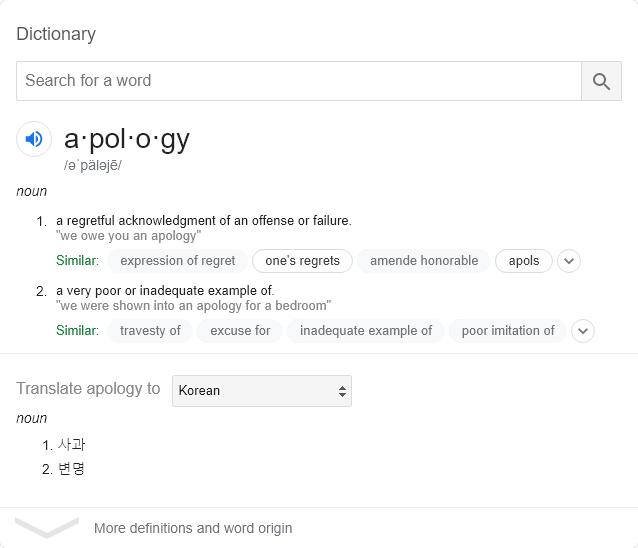 Dictionary
Search for a word
a·pol·o·gy
/əˈpäləjē/
noun
1. a regretful acknowledgment of an offense or failure.
"we owe you an apology"
Similar: expression of regret one's regrets amende honorable apols
2. a very poor or inadequate example of.
"we were shown into an apology for a bedroom"
Similar: travesty of excuse for inadequate example of poor imitation of
Translate apology to Korean
noun
1. 사과
2. 변명
More definitions and word origin